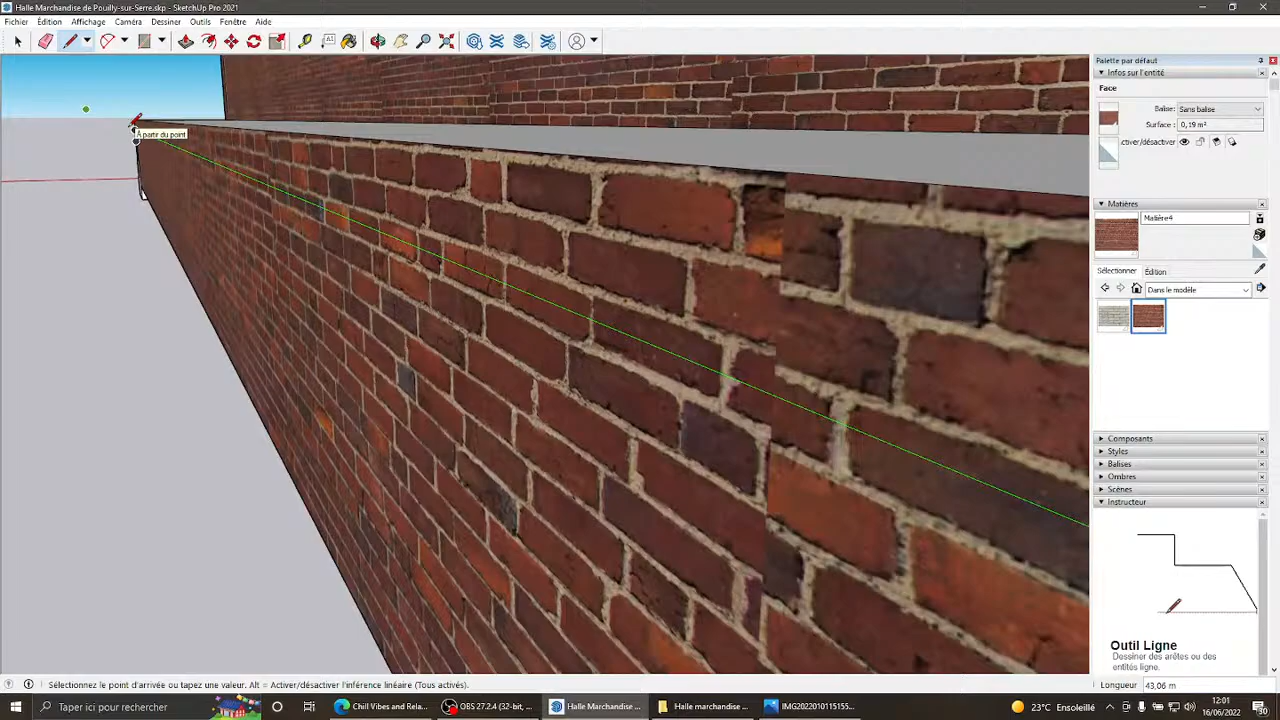 Halle Marchandise de Pouilly-sur-Serre.skp - SketchUp Pro 2021
Fichier Édition Affichage Caméra Dessiner Outils Fenêtre Aide
À partir du point
Palette par défaut
Infos sur l'entité
Face
Balise: Sans balise
Surface : 0,19 m²
.ctiver/désactiver
Matières
Matière4
Sélectionner Édition
Dans le modèle
Composants
Styles
Balises
Ombres
Scènes
Instructeur
Outil Ligne
Dessiner des arêtes ou des
entités ligne.
Sélectionnez le point d'arrivée ou tapez une valeur. Alt = Activer/désactiver l'inférence linéaire (Tous activés).
Longueur 43,06 m
Taper ici pour rechercher
Chill Vibes and Rela...
OBS 27.2.4 (32-bit, ...
Halle Marchandise ...
Halle marchandise ...
IMG2022010115155...
23°C Ensoleillé
12:01
16/06/2022